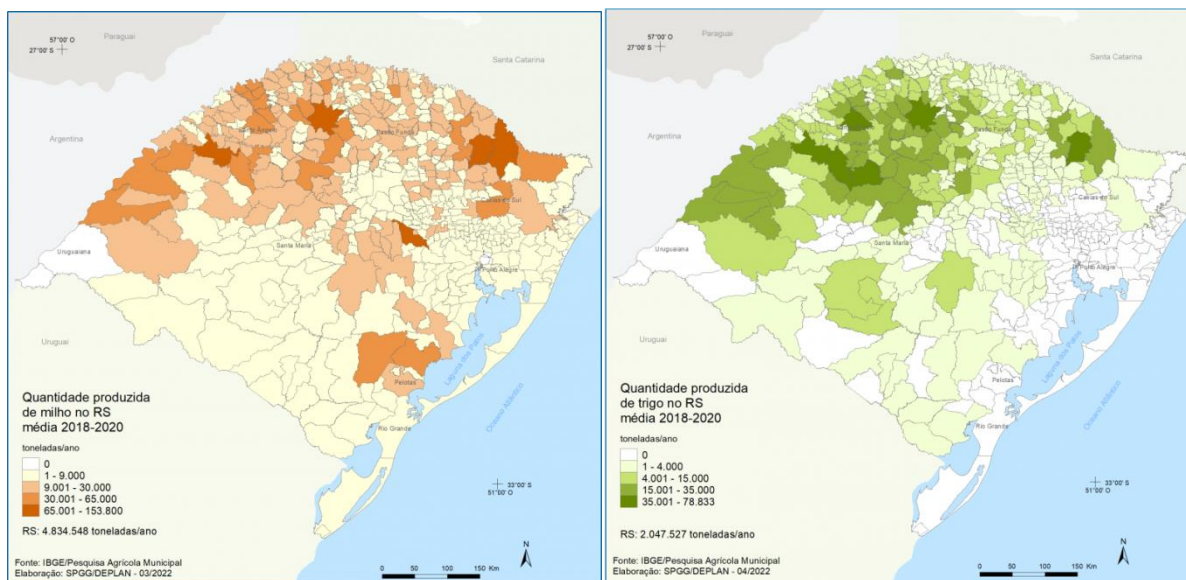 57°00' O
27°00' S
Paraguai
Santa Catarina
Argentina
Santo Ângelo
Passo Fundo
Caxias do Sul
Uruguaiana
Santa Maria
Porto Alegre
Uruguai
Laguna dos Patos
Pelotas
Rio Grande
Oceano Atlântico
33°00' S
51°00' O
Quantidade produzida
de milho no RS
média 2018-2020
toneladas/ano
0
1 - 9.000
9.001 - 30.000
30.001 - 65.000
65.001 - 153.800
RS: 4.834.548 toneladas/ano
Fonte: IBGE/Pesquisa Agrícola Municipal
Elaboração: SPGG/DEPLAN - 03/2022
N
0 50 100 150 Km
57°00' O
27°00' S
Paraguai
Santa Catarina
Argentina
Passo Fundo
Caxias do Sul
Uruguaiana
Santa Maria
Porto Alegre
Uruguai
Laguna dos Patos
Pelotas
Rio Grande
Oceano Atlântico
33°00' S
51°00' O
Quantidade produzida
de trigo no RS
média 2018-2020
toneladas/ano
0
1 - 4.000
4.001 - 15.000
15.001 - 35.000
35.001 - 78.833
RS: 2.047.527 toneladas/ano
Fonte: IBGE/Pesquisa Agrícola Municipal
Elaboração: SPGG/DEPLAN - 04/2022
N
0 50 100 150 Km